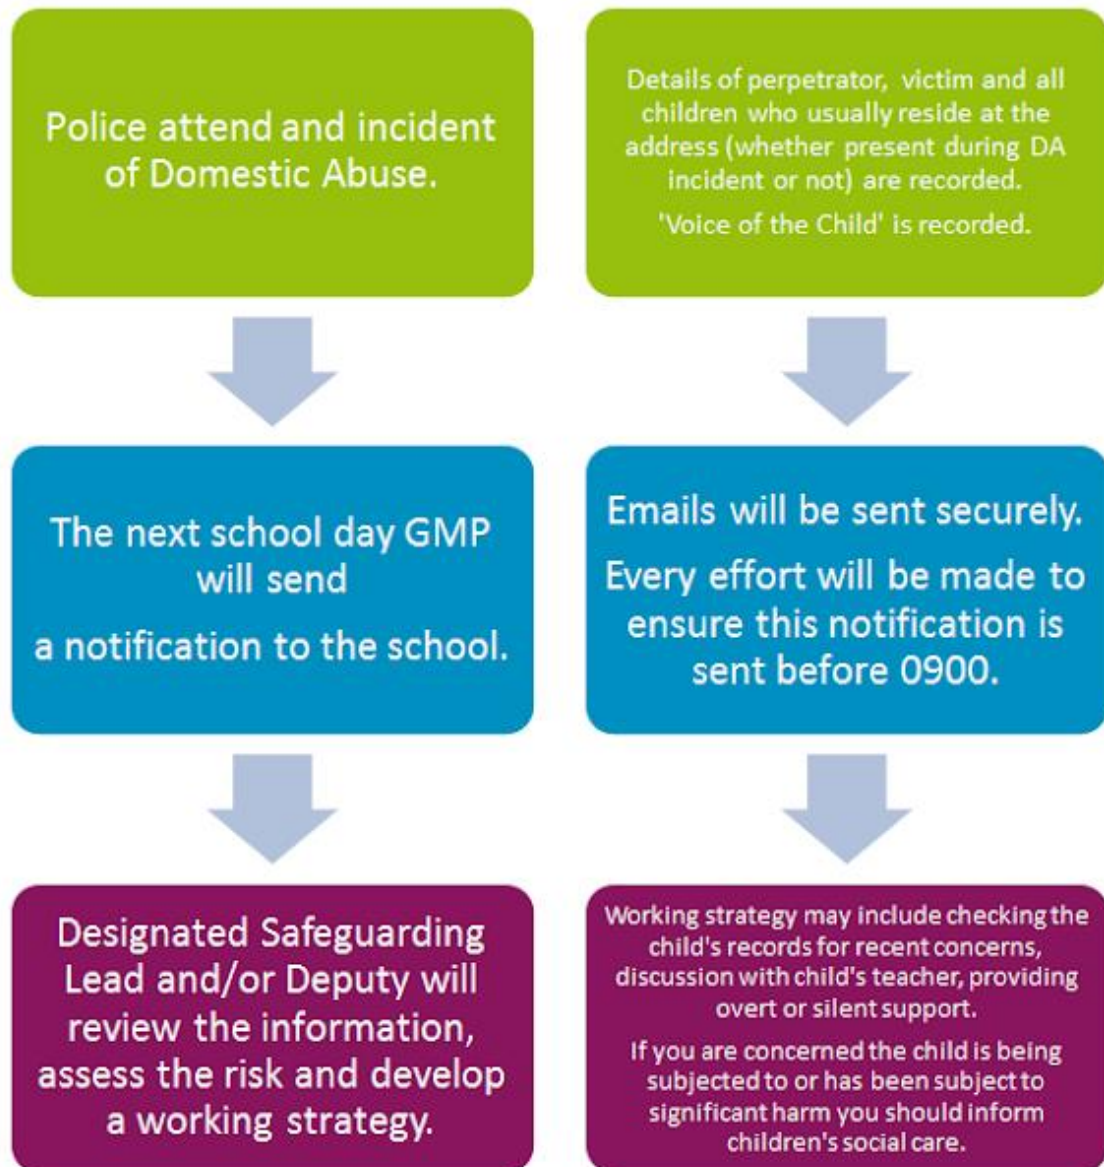 Police attend and incident
of Domestic Abuse.
Details of perpetrator, victim and all
children who usually reside at the
address (whether present during DA
incident or not) are recorded.
'Voice of the Child' is recorded.
The next school day GMP
will send
a notification to the school.
Emails will be sent securely.
Every effort will be made to
ensure this notification is
sent before 0900.
Designated Safeguarding
Lead and/or Deputy will
review the information,
assess the risk and develop
a working strategy.
Working strategy may include checking the
child's records for recent concerns,
discussion with child's teacher, providing
overt or silent support.
If you are concerned the child is being
subjected to or has been subject to
significant harm you should inform
children's social care.